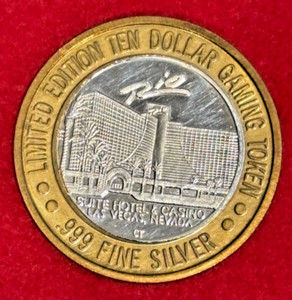 LIMITED EDITION TEN DOLLAR GAMING TOKEN
Rio
SUITE HOTEL & CASINO
LAS VEGAS, NEVADA
CT
.999 FINE SILVER